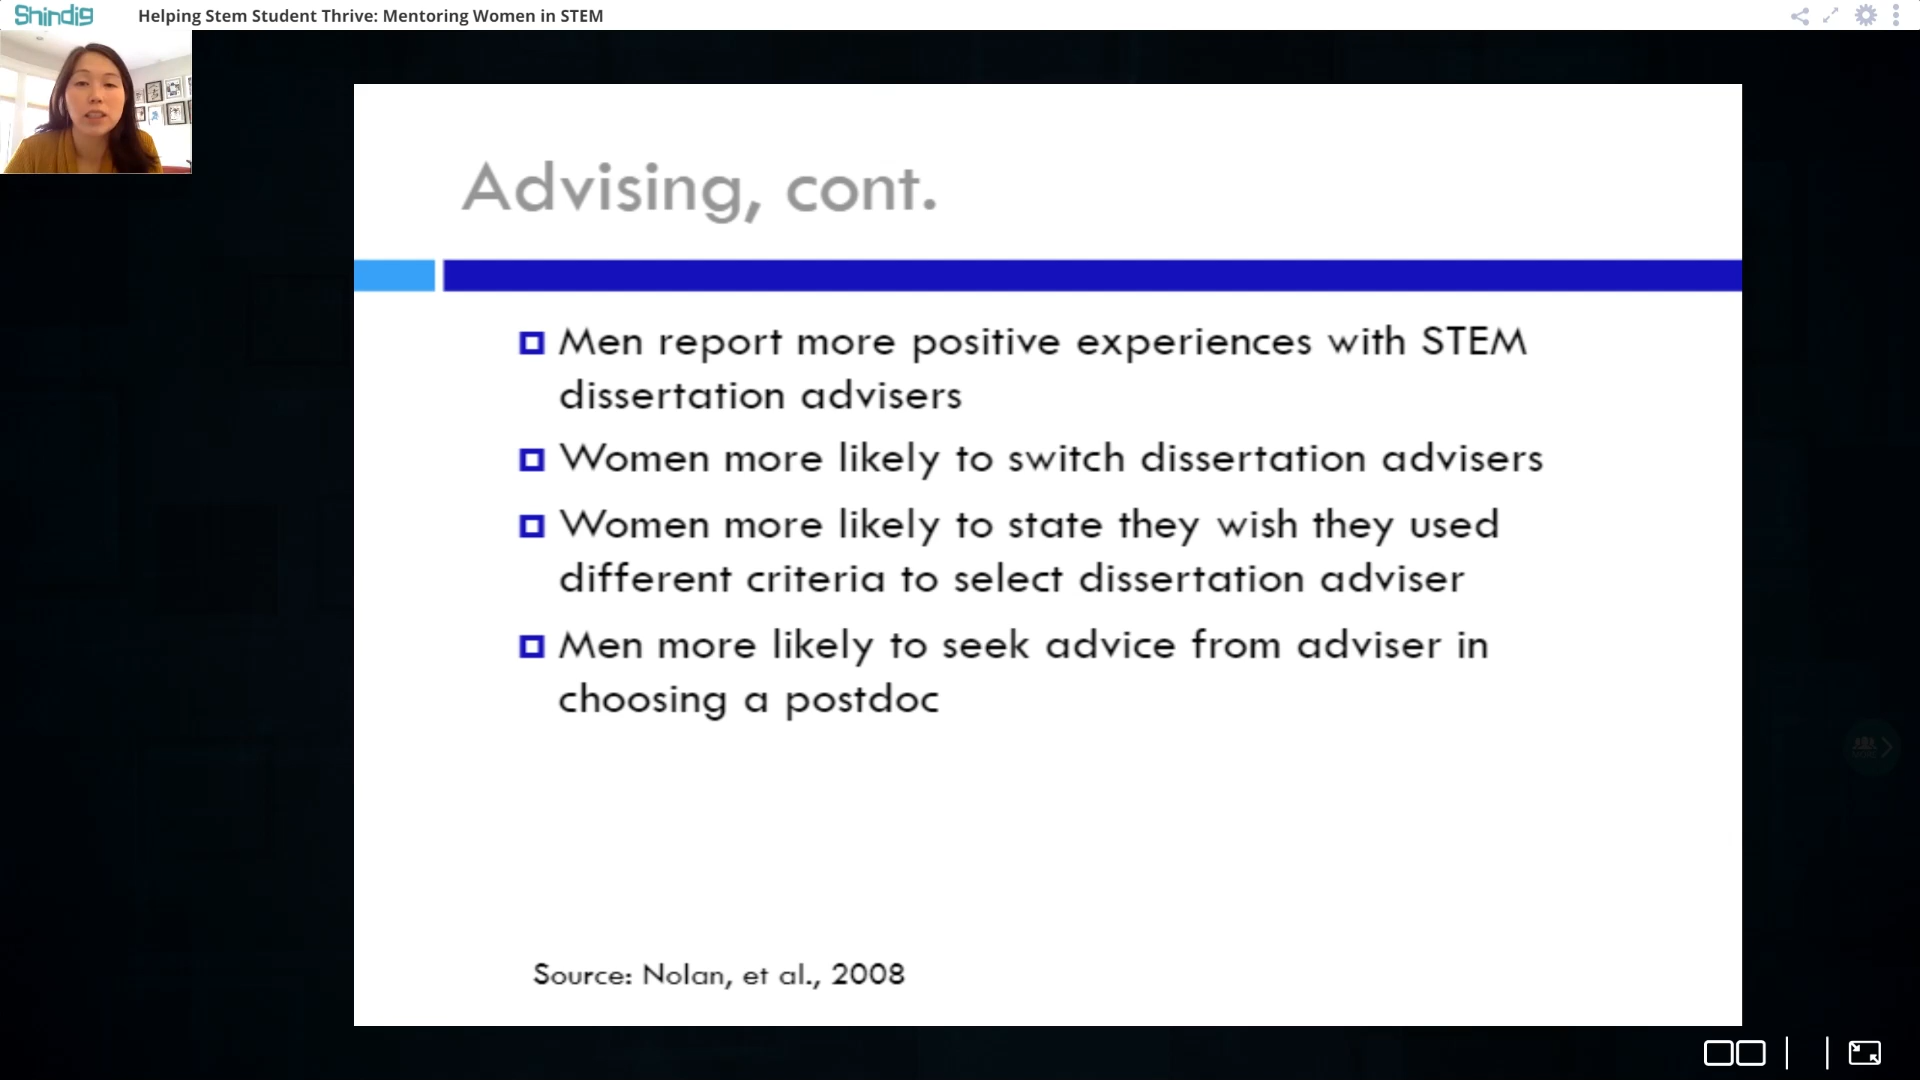 Shindig
Helping Stem Student Thrive: Mentoring Women in STEM
Advising, cont.
Men report more positive experiences with STEM
dissertation advisers
Women more likely to switch dissertation advisers
Women more likely to state they wish they used
different criteria to select dissertation adviser
Men more likely to seek advice from adviser in
choosing a postdoc
Source: Nolan, et al., 2008